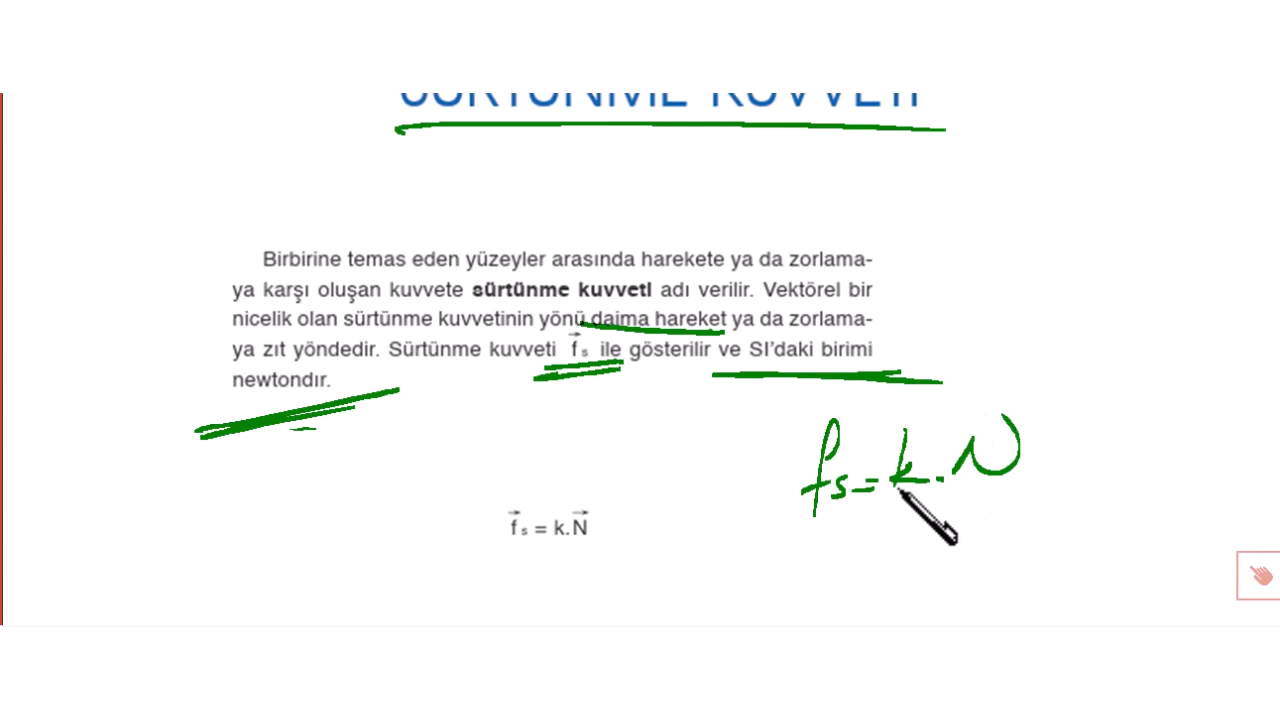 SÜRTÜNME KUVVETİ
Birbirine temas eden yüzeyler arasında harekete ya da zorlama-
ya karşı oluşan kuvvete sürtünme kuvveti adı verilir. Vektörel bir
nicelik olan sürtünme kuvvetinin yönü daima hareket ya da zorlama-
ya zıt yöndedir. Sürtünme kuvveti f⃗s ile gösterilir ve SI'daki birimi
newtondır.
fs = k . N
f⃗s = k.N⃗